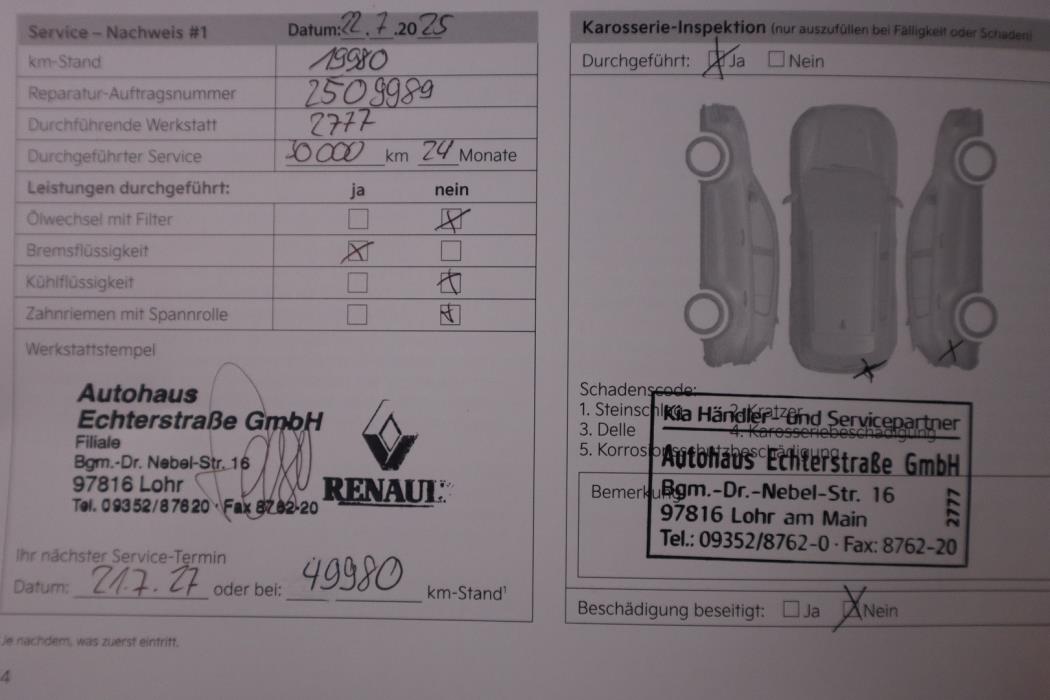 Service – Nachweis #1 Datum: 22.7.2025
km-Stand 19980
Reparatur-Auftragsnummer 2509989
Durchführende Werkstatt 2777
Durchgeführter Service 30000 km 24 Monate
Leistungen durchgeführt: ja nein
Ölwechsel mit Filter
Bremsflüssigkeit
Kühlflüssigkeit
Zahnriemen mit Spannrolle
Werkstattstempel
Autohaus
Echterstraße GmbH
Filiale
Bgm.-Dr. Nebel-Str. 16
97816 Lohr
Tel. 09352/87620 · Fax 8762-20
RENAUL
Ihr nächster Service-Termin
Datum: 21.7.27 oder bei: 49980 km-Stand¹
Je nachdem, was zuerst eintritt.
4
Karosserie-Inspektion (nur auszufüllen bei Fälligkeit oder Schaden)
Durchgeführt: Ja Nein
Schadenscode:
1. Steinschlag 2. Kratzer
3. Delle 4. Karosseriebeschädigung
5. Korrosionsschutzbeschädigung
Bemerkung
Kia Händler- und Servicepartner
Autohaus Echterstraße GmbH
Bgm.-Dr.-Nebel-Str. 16
97816 Lohr am Main
Tel.: 09352/8762-0 · Fax: 8762-20
2777
Beschädigung beseitigt: Ja Nein